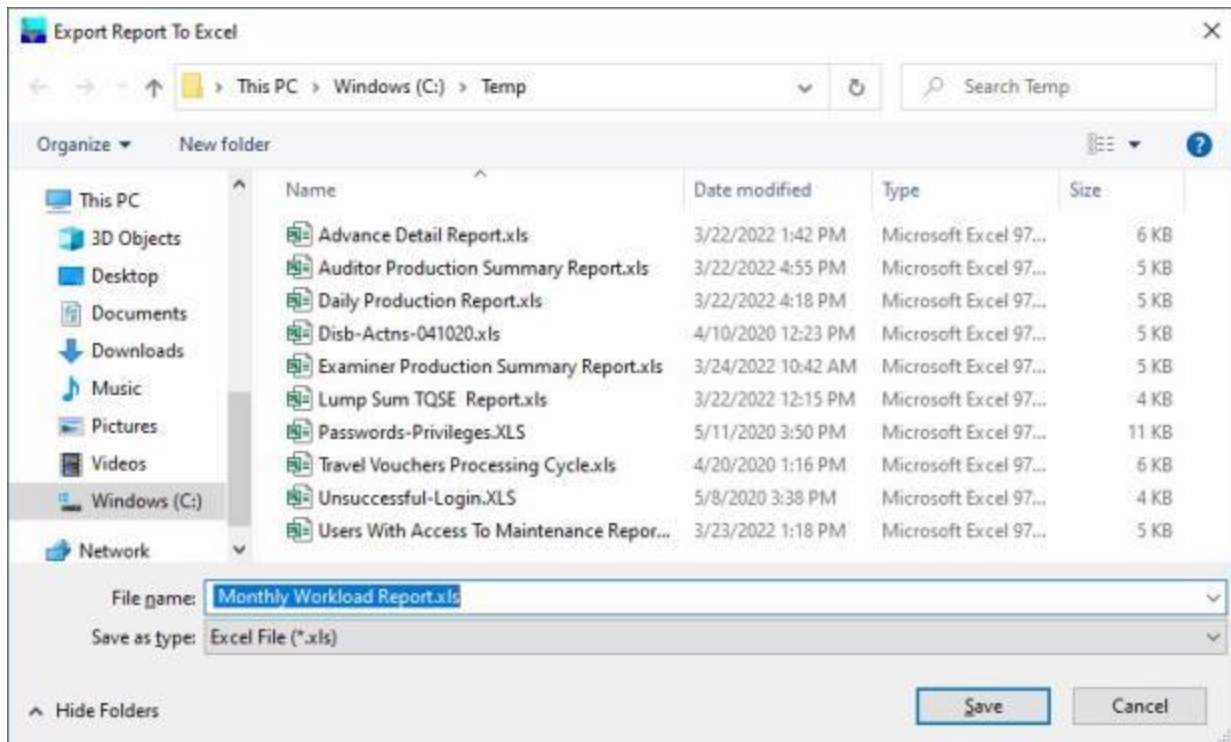 Export Report To Excel
This PC > Windows (C:) > Temp
Search Temp
Organize
New folder
Name Date modified Type Size
This PC
3D Objects
Desktop
Documents
Downloads
Music
Pictures
Videos
Windows (C:)
Network
Advance Detail Report.xls 3/22/2022 1:42 PM Microsoft Excel 97... 6 KB
Auditor Production Summary Report.xls 3/22/2022 4:55 PM Microsoft Excel 97... 5 KB
Daily Production Report.xls 3/22/2022 4:18 PM Microsoft Excel 97... 5 KB
Disb-Actns-041020.xls 4/10/2020 12:23 PM Microsoft Excel 97... 5 KB
Examiner Production Summary Report.xls 3/24/2022 10:42 AM Microsoft Excel 97... 5 KB
Lump Sum TQSE Report.xls 3/22/2022 12:15 PM Microsoft Excel 97... 4 KB
Passwords-Privileges.XLS 5/11/2020 3:50 PM Microsoft Excel 97... 11 KB
Travel Vouchers Processing Cycle.xls 4/20/2020 1:16 PM Microsoft Excel 97... 6 KB
Unsuccessful-Login.XLS 5/8/2020 3:38 PM Microsoft Excel 97... 4 KB
Users With Access To Maintenance Repor... 3/23/2022 1:18 PM Microsoft Excel 97... 5 KB
File name: Monthly Workload Report.xls
Save as type: Excel File (*.xls)
Hide Folders
Save
Cancel